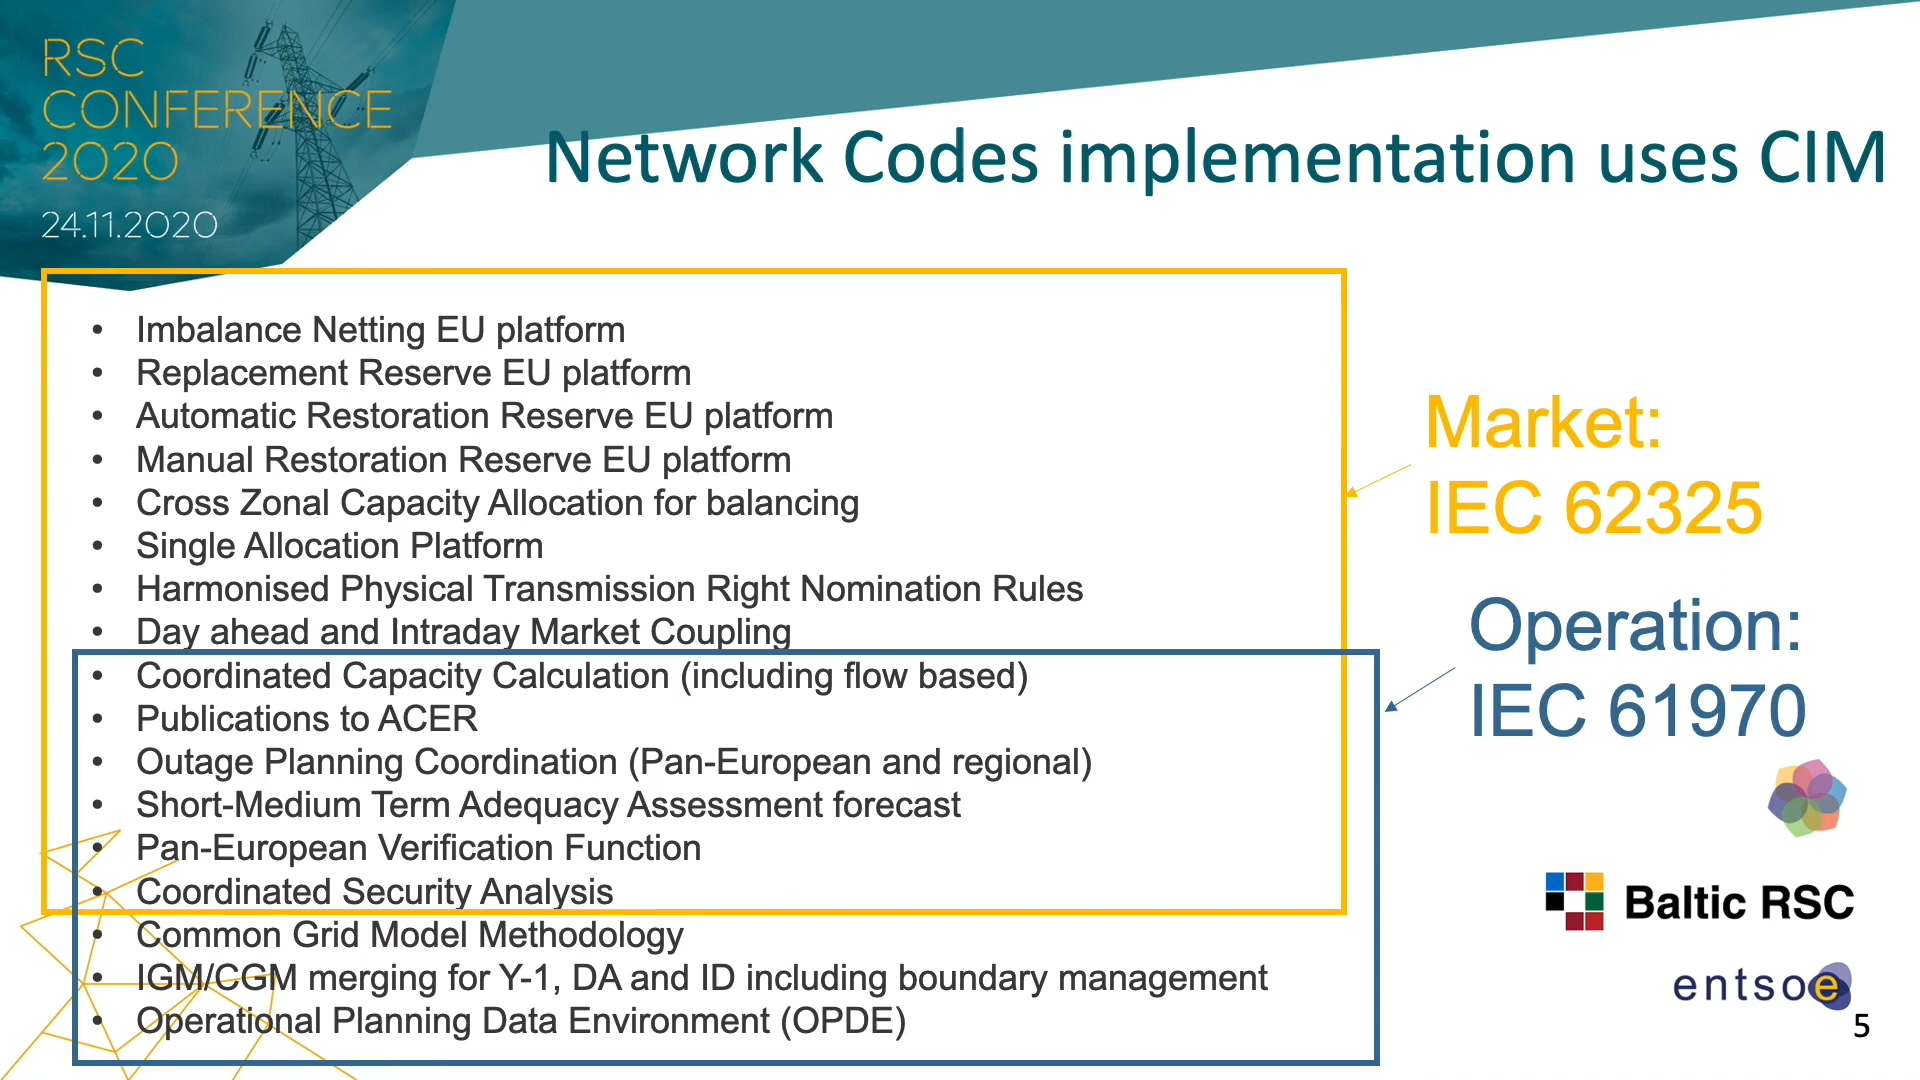 RSC
CONFERENCE
2020
24.11.2020
Network Codes implementation uses CIM
• Imbalance Netting EU platform
• Replacement Reserve EU platform
• Automatic Restoration Reserve EU platform
• Manual Restoration Reserve EU platform
• Cross Zonal Capacity Allocation for balancing
• Single Allocation Platform
• Harmonised Physical Transmission Right Nomination Rules
• Day ahead and Intraday Market Coupling
• Coordinated Capacity Calculation (including flow based)
• Publications to ACER
• Outage Planning Coordination (Pan-European and regional)
• Short-Medium Term Adequacy Assessment forecast
• Pan-European Verification Function
• Coordinated Security Analysis
• Common Grid Model Methodology
• IGM/CGM merging for Y-1, DA and ID including boundary management
• Operational Planning Data Environment (OPDE)
Market:
IEC 62325
Operation:
IEC 61970
Baltic RSC
entsoe
5